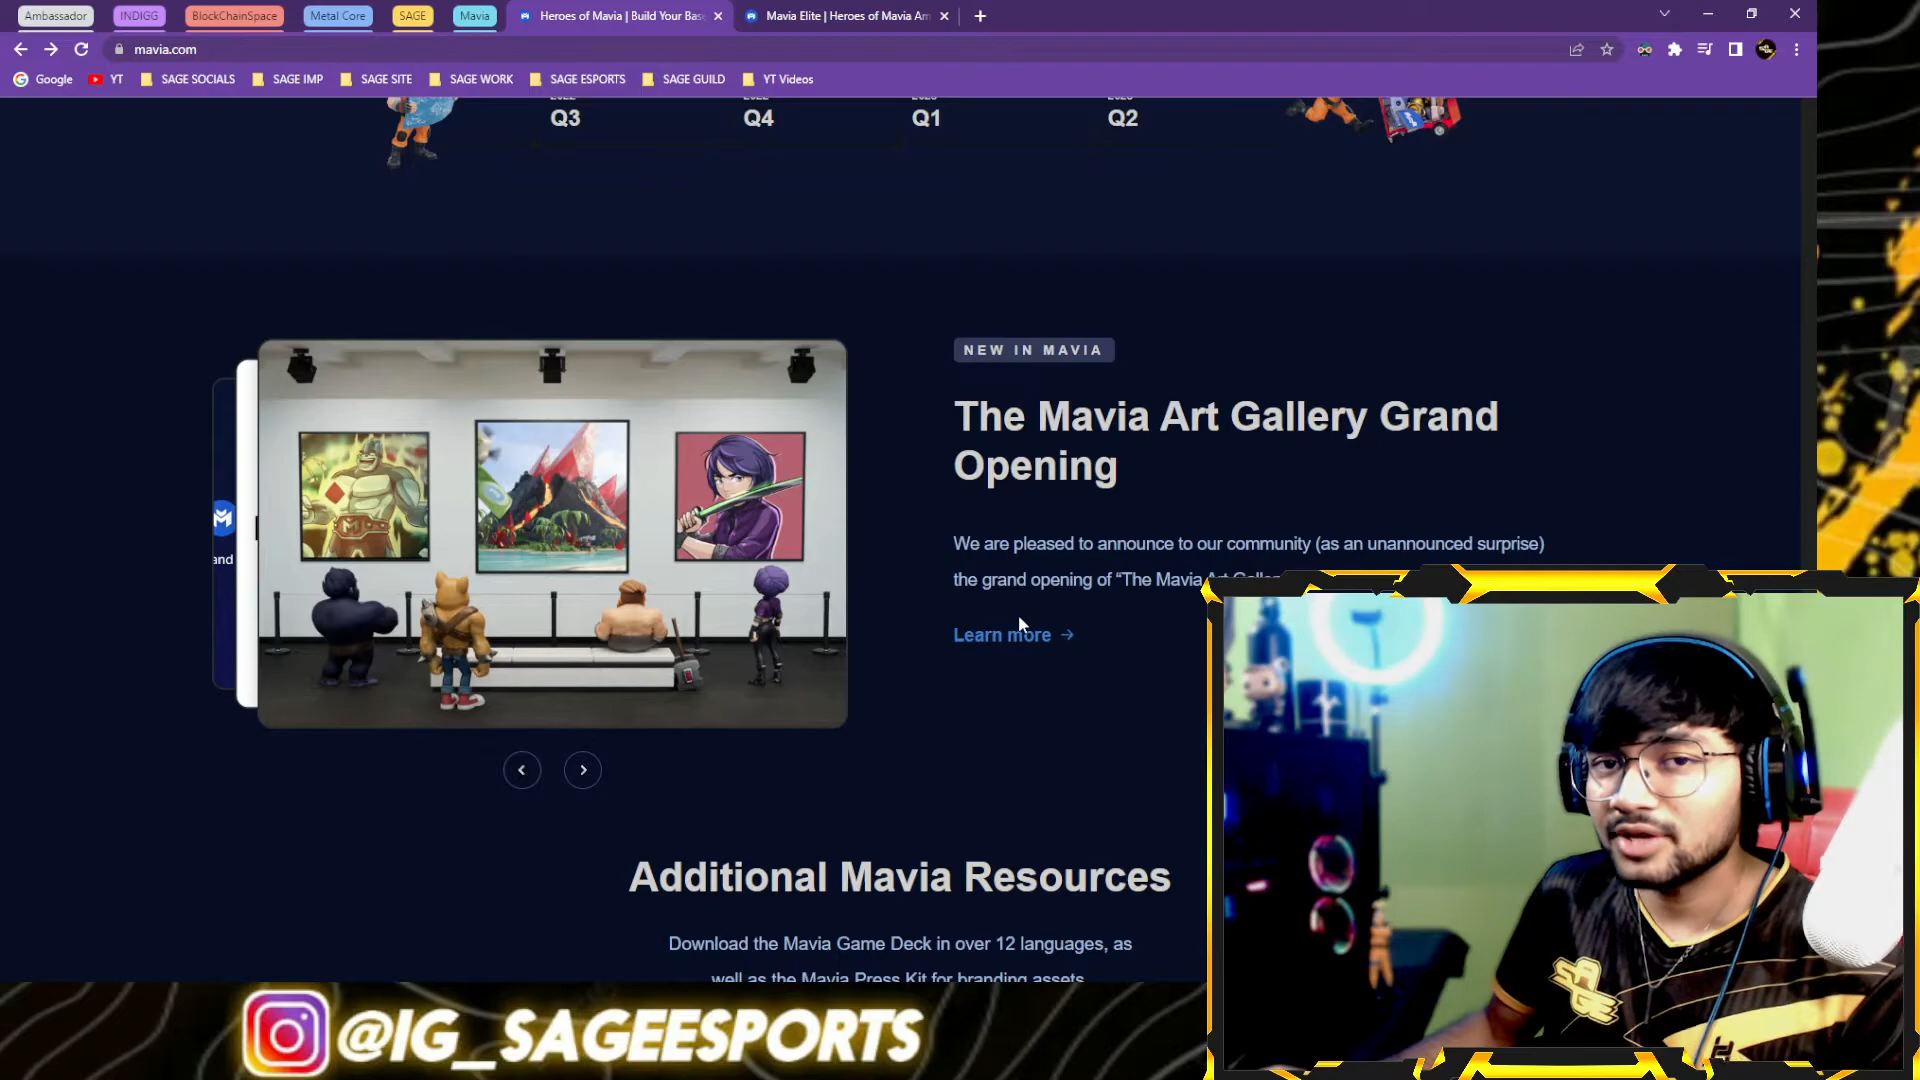 Ambassador INDIGG BlockChainSpace Metal Core SAGE Mavia Heroes of Mavia | Build Your Bas Mavia Elite | Heroes of Mavia Am
mavia.com
Google YT SAGE SOCIALS SAGE IMP SAGE SITE SAGE WORK SAGE ESPORTS SAGE GUILD YT Videos
Q3 Q4 Q1 Q2
NEW IN MAVIA
The Mavia Art Gallery Grand
Opening
We are pleased to announce to our community (as an unannounced surprise)
the grand opening of “The Mavia Art
Learn more →
and
Additional Mavia Resources
Download the Mavia Game Deck in over 12 languages, as
well as the Mavia Press Kit for branding assets
@IG_SAGEESPORTS
SAGE